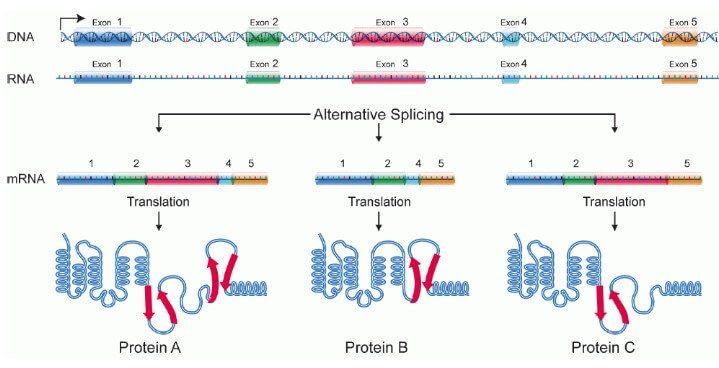 Exon 1 Exon 2 Exon 3 Exon 4 Exon 5
DNA
Exon 1 Exon 2 Exon 3 Exon 4 Exon 5
RNA
Alternative Splicing
1 2 3 4 5 1 2 4 5 1 2 3 5
mRNA
Translation Translation Translation
Protein A Protein B Protein C